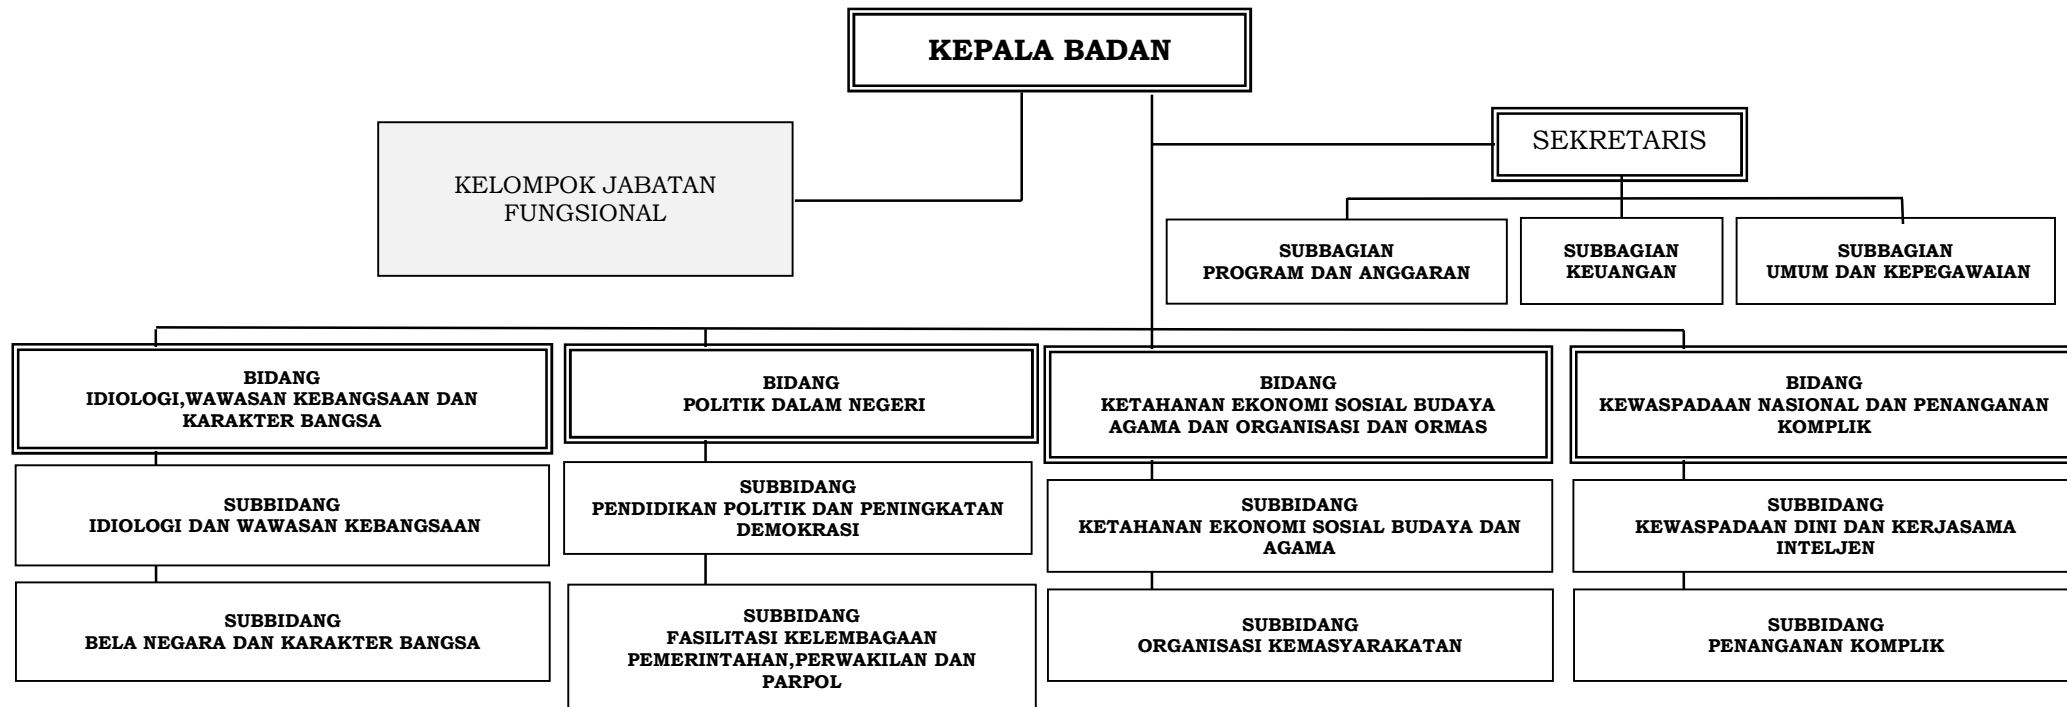 KEPALA BADAN
SEKRETARIS
KELOMPOK JABATAN
FUNGSIONAL
SUBBAGIAN
PROGRAM DAN ANGGARAN
SUBBAGIAN
KEUANGAN
SUBBAGIAN
UMUM DAN KEPEGAWAIAN
BIDANG
IDIOLOGI,WAWASAN KEBANGSAAN DAN
KARAKTER BANGSA
BIDANG
POLITIK DALAM NEGERI
BIDANG
KETAHANAN EKONOMI SOSIAL BUDAYA
AGAMA DAN ORGANISASI DAN ORMAS
BIDANG
KEWASPADAAN NASIONAL DAN PENANGANAN
KOMPLIK
SUBBIDANG
IDIOLOGI DAN WAWASAN KEBANGSAAN
SUBBIDANG
PENDIDIKAN POLITIK DAN PENINGKATAN
DEMOKRASI
SUBBIDANG
KETAHANAN EKONOMI SOSIAL BUDAYA DAN
AGAMA
SUBBIDANG
KEWASPADAAN DINI DAN KERJASAMA
INTELJEN
SUBBIDANG
BELA NEGARA DAN KARAKTER BANGSA
SUBBIDANG
FASILITASI KELEMBAGAAN
PEMERINTAHAN,PERWAKILAN DAN
PARPOL
SUBBIDANG
ORGANISASI KEMASYARAKATAN
SUBBIDANG
PENANGANAN KOMPLIK